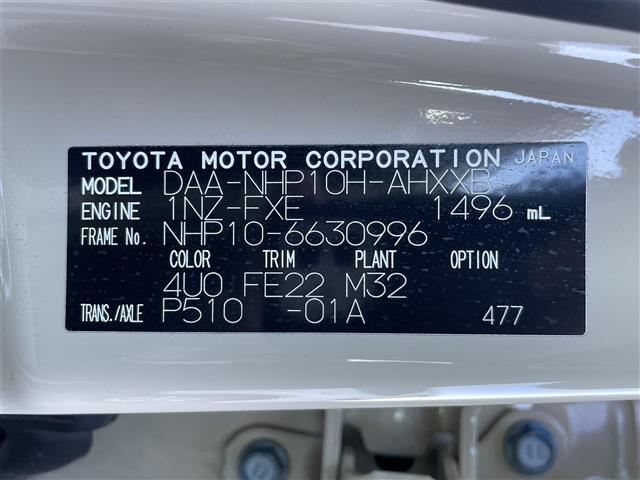 TOYOTA MOTOR CORPORATION JAPAN
MODEL DAA-NHP10H-AHXXB
ENGINE 1NZ-FXE 1496 mL
FRAME No. NHP10-6630996
COLOR TRIM PLANT OPTION
4U0 FE22 M32
TRANS./AXLE P510 -01A 477